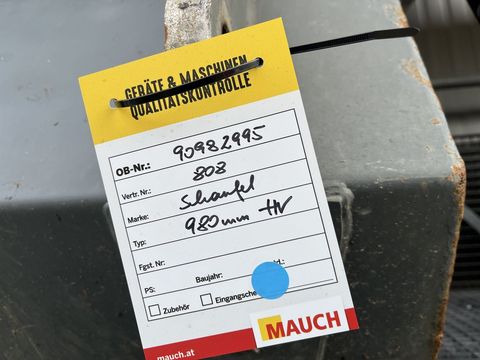 GERÄTE & MASCHINEN
QUALITÄTSKONTROLLE
OB-Nr.: 90982995
Vertr. Nr.: 808
Marke: Schaufel
Typ: 980mm HV
Fgst. Nr:
PS: Baujahr:
Zubehör Eingangsche
mauch.at MAUCH